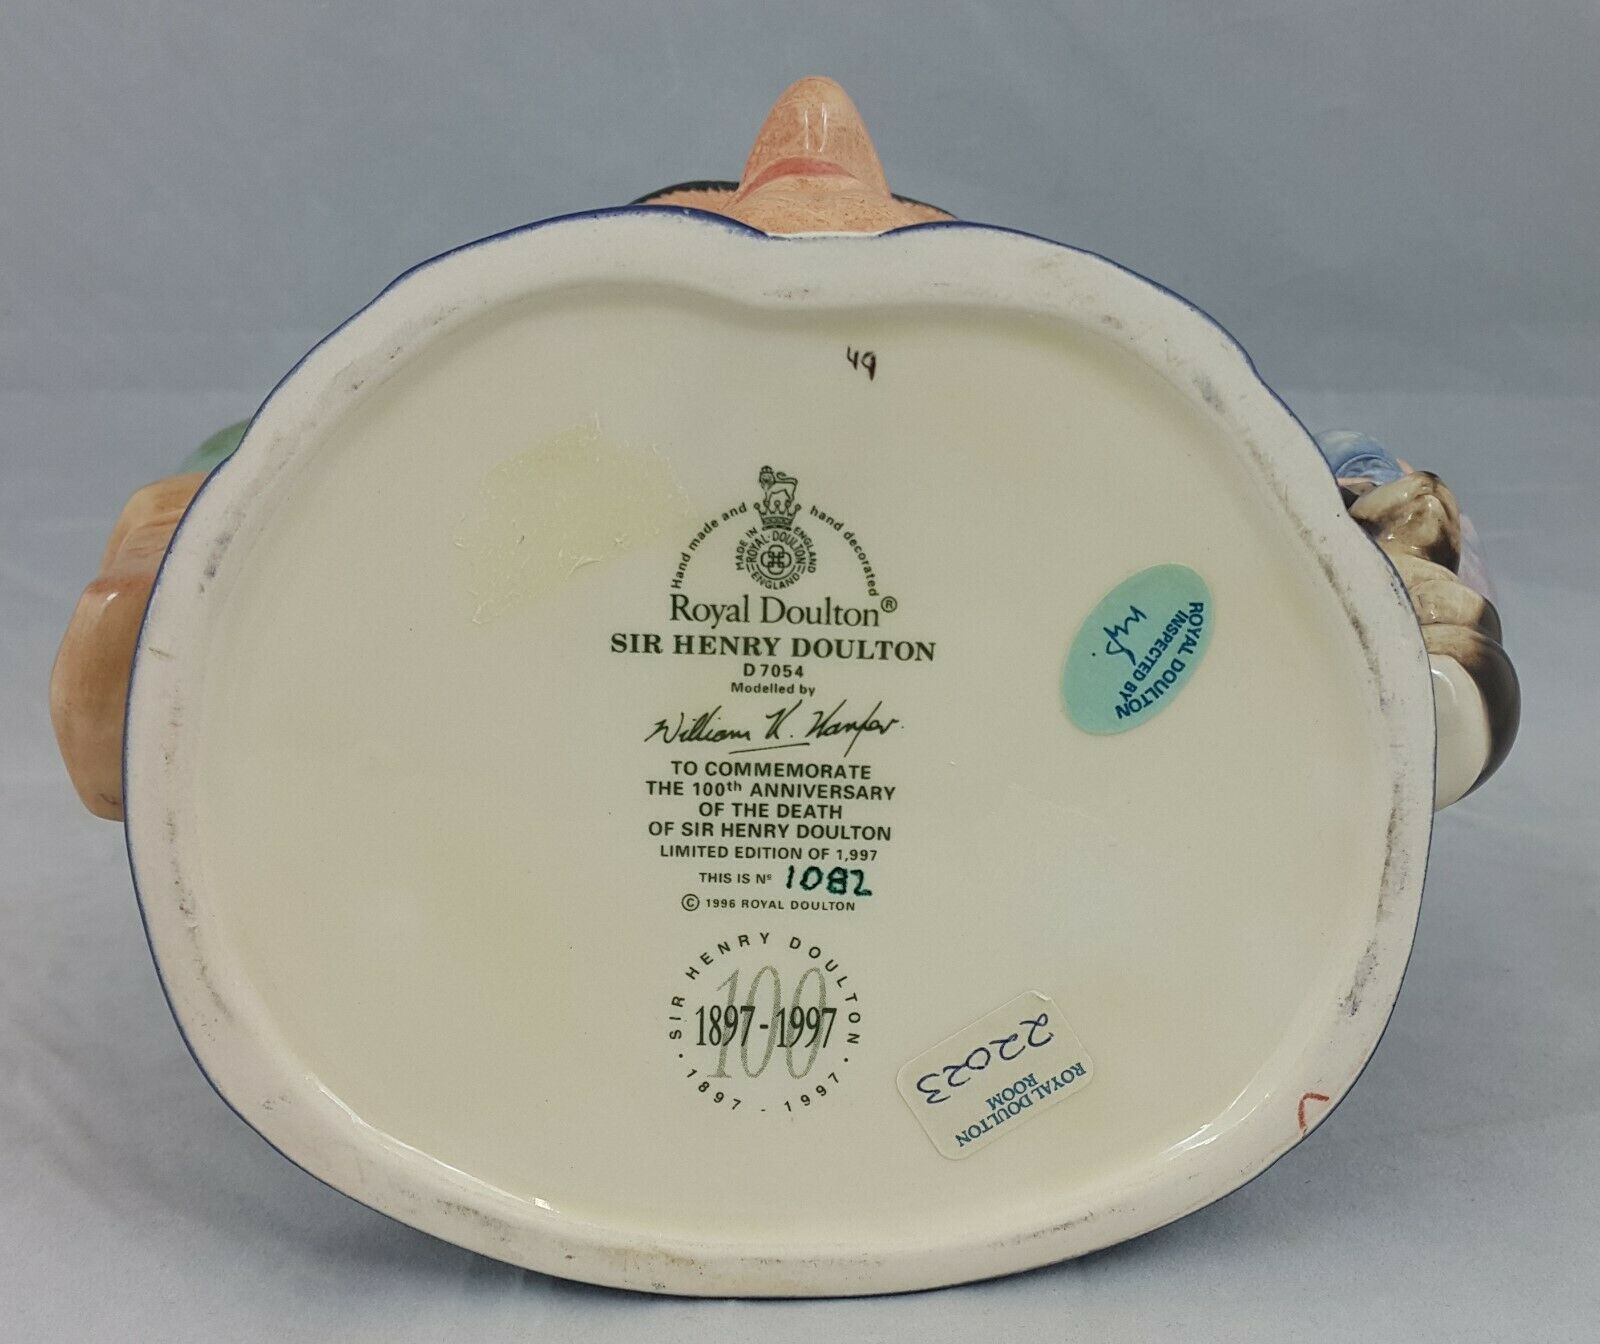 49
Hand made and hand decorated
MADE IN ENGLAND
ROYAL DOULTON
ENGLAND
Royal Doulton®
SIR HENRY DOULTON
D 7054
Modelled by
William K. Harper.
TO COMMEMORATE
THE 100th ANNIVERSARY
OF THE DEATH
OF SIR HENRY DOULTON
LIMITED EDITION OF 1,997
THIS IS Nº 1082
© 1996 ROYAL DOULTON
SIR HENRY DOULTON
100
1897-1997
· 1897 - 1997 ·
ROYAL DOULTON
INSPECTED BY
ROYAL DOULTON
ROOM
22023